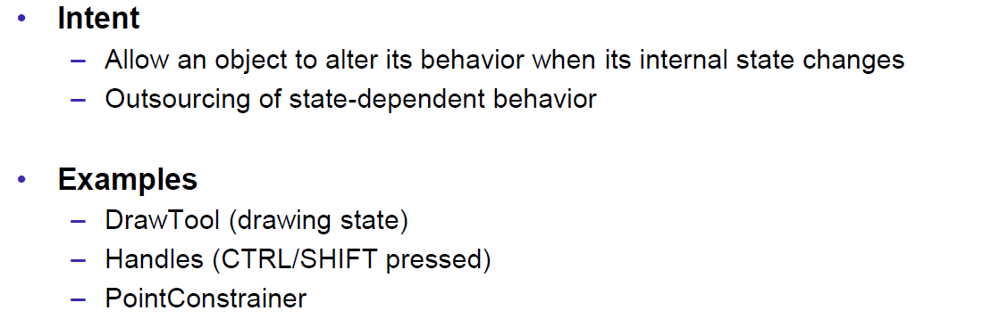 • Intent
– Allow an object to alter its behavior when its internal state changes
– Outsourcing of state-dependent behavior
• Examples
– DrawTool (drawing state)
– Handles (CTRL/SHIFT pressed)
– PointConstrainer